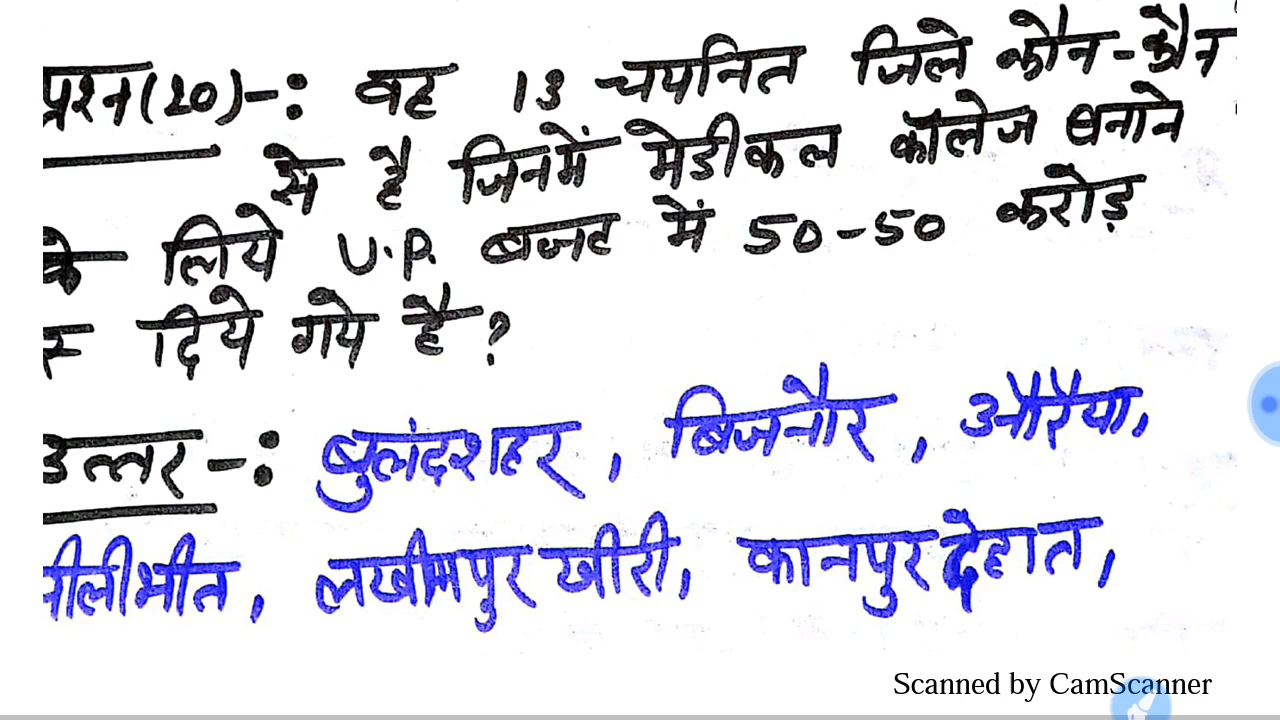 प्रश्न(20)-: वह 13 चयनित जिले कौन-कौन
से है जिनमें मेडीकल कॉलेज बनाने
के लिये U.P. बजट में 50-50 करोड़
दिये गये है?
उत्तर-: बुलंदशहर, बिजनौर, औरैया,
पीलीभीत, लखीमपुर खीरी, कानपुर देहात,
Scanned by CamScanner